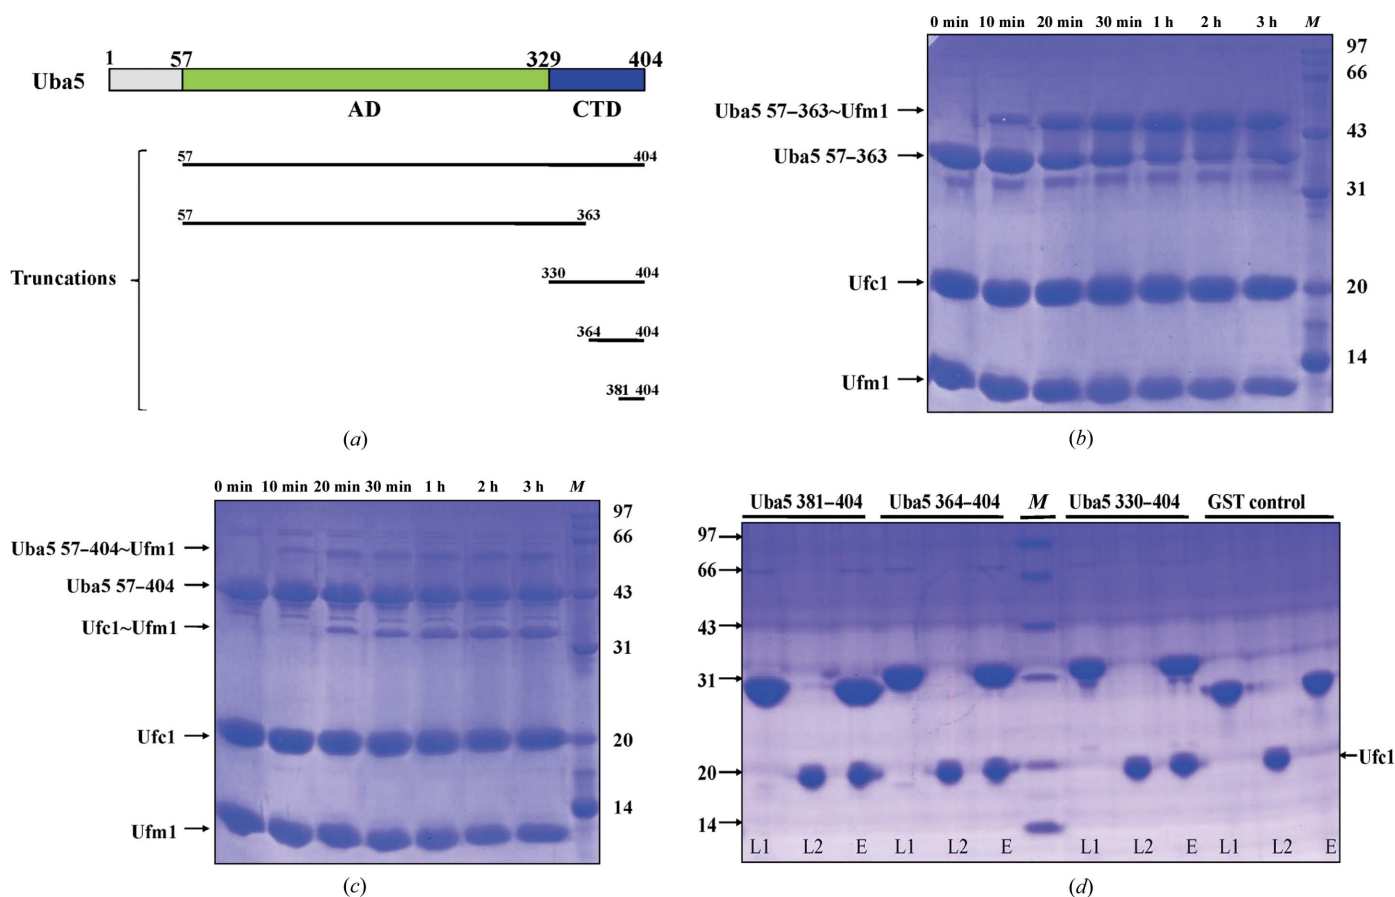 1 57 329 404
Uba5
AD CTD
57 404
57 363
Truncations
330 404
364 404
381 404
(a)
0 min 10 min 20 min 30 min 1 h 2 h 3 h M
97
66
Uba5 57–363~Ufm1
43
Uba5 57–363
31
Ufc1
20
14
Ufm1
(b)
0 min 10 min 20 min 30 min 1 h 2 h 3 h M
97
66
Uba5 57–404~Ufm1
Uba5 57–404
43
Ufc1~Ufm1
31
Ufc1
20
14
Ufm1
(c)
Uba5 381–404 Uba5 364–404 M Uba5 330–404 GST control
97
66
43
31
Ufc1
20
14
L1 L2 E L1 L2 E L1 L2 E L1 L2 E
(d)